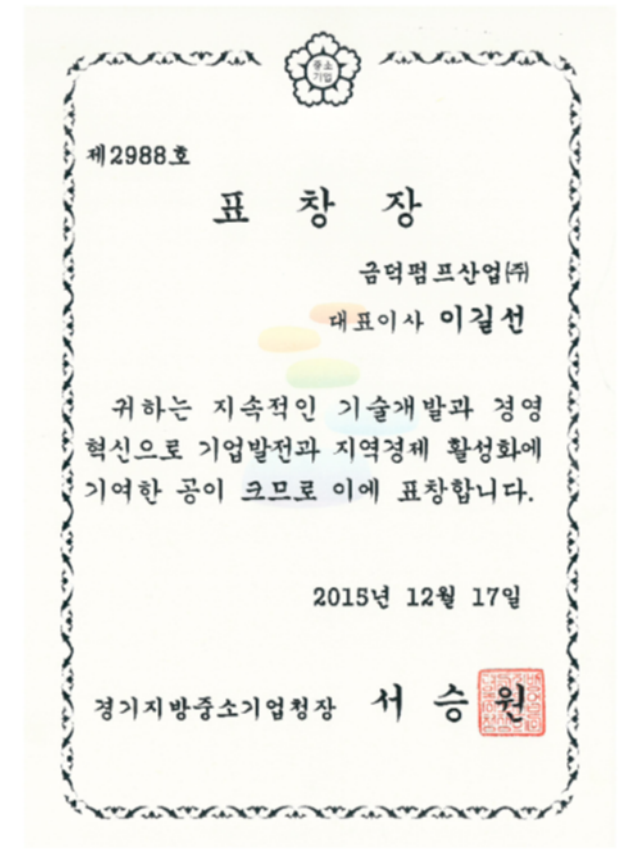 중소
기업
제2988호
표 창 장
금덕펌프산업㈜
대표이사 이길선
귀하는 지속적인 기술개발과 경영
혁신으로 기업발전과 지역경제 활성화에
기여한 공이 크므로 이에 표창합니다.
2015년 12월 17일
경기지방중소기업청장 서 승 원